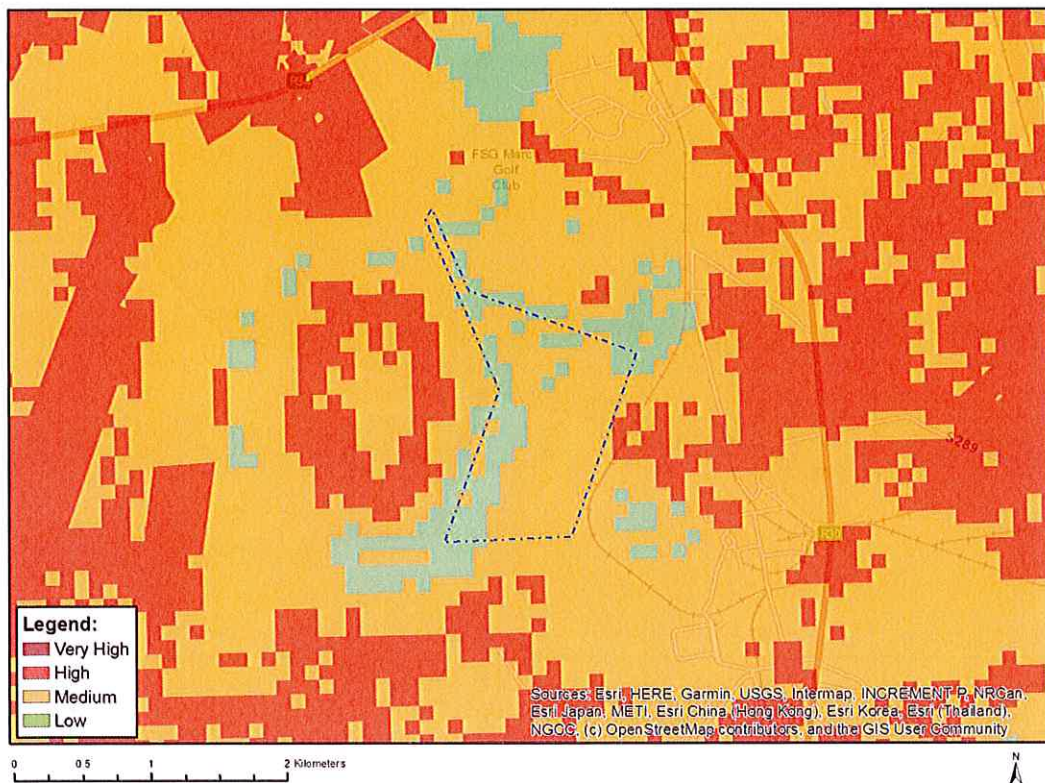 FSG Marc
Golf
Club
S289
Legend:
Very High
High
Medium
Low
Sources: Esri, HERE, Garmin, USGS, Intermap, INCREMENT P, NRCan,
Esri Japan, METI, Esri China (Hong Kong), Esri Korea, Esri (Thailand),
NGCC, (c) OpenStreetMap contributors, and the GIS User Community
0 0.5 1 2 Kilometers
N